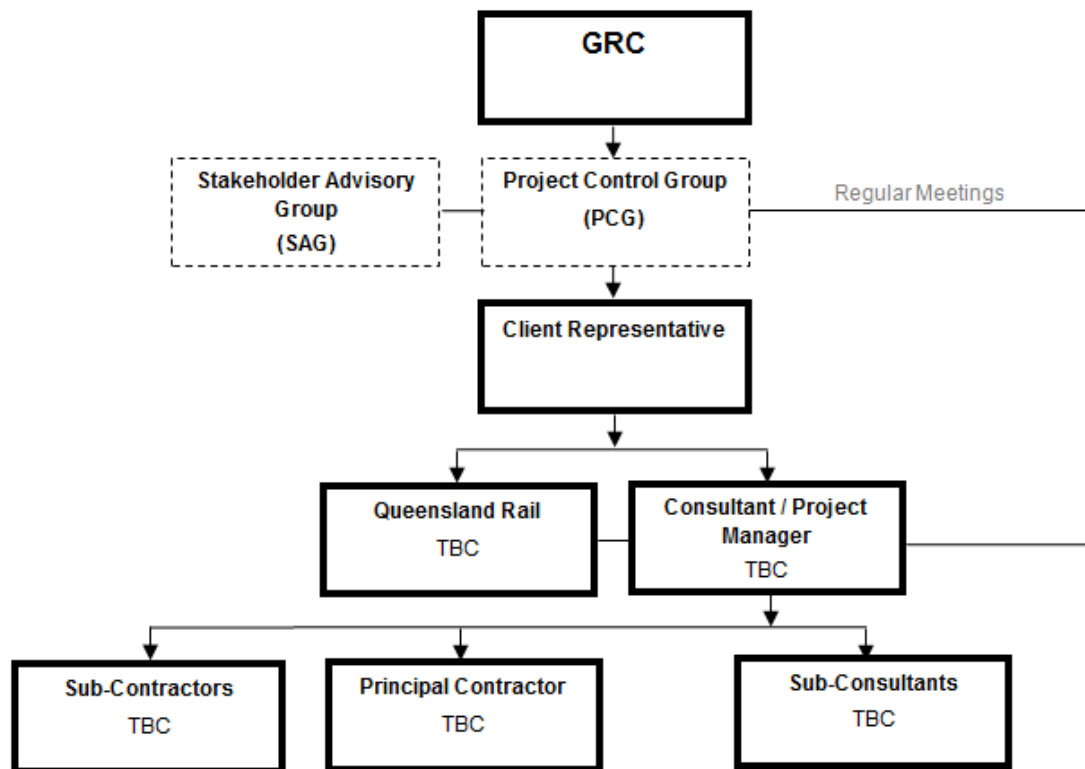 GRC
Stakeholder Advisory
Group
(SAG)
Project Control Group
(PCG)
Regular Meetings
Client Representative
Queensland Rail
TBC
Consultant / Project
Manager
TBC
Sub-Contractors
TBC
Principal Contractor
TBC
Sub-Consultants
TBC